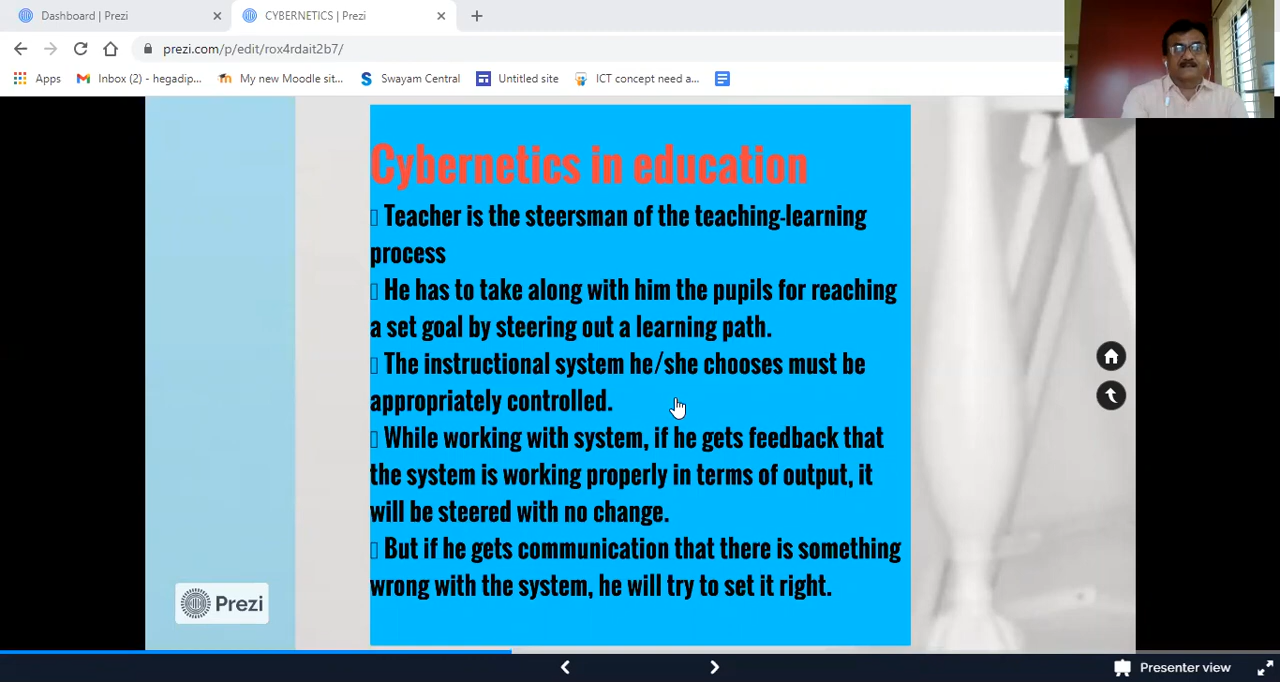 Dashboard | Prezi
CYBERNETICS | Prezi
prezi.com/p/edit/rox4rdait2b7/
Apps
Inbox (2) - hegadip...
My new Moodle sit...
Swayam Central
Untitled site
ICT concept need a...
Cybernetics in education
Teacher is the steersman of the teaching-learning
process
He has to take along with him the pupils for reaching
a set goal by steering out a learning path.
The instructional system he/she chooses must be
appropriately controlled.
While working with system, if he gets feedback that
the system is working properly in terms of output, it
will be steered with no change.
But if he gets communication that there is something
wrong with the system, he will try to set it right.
Prezi
Presenter view